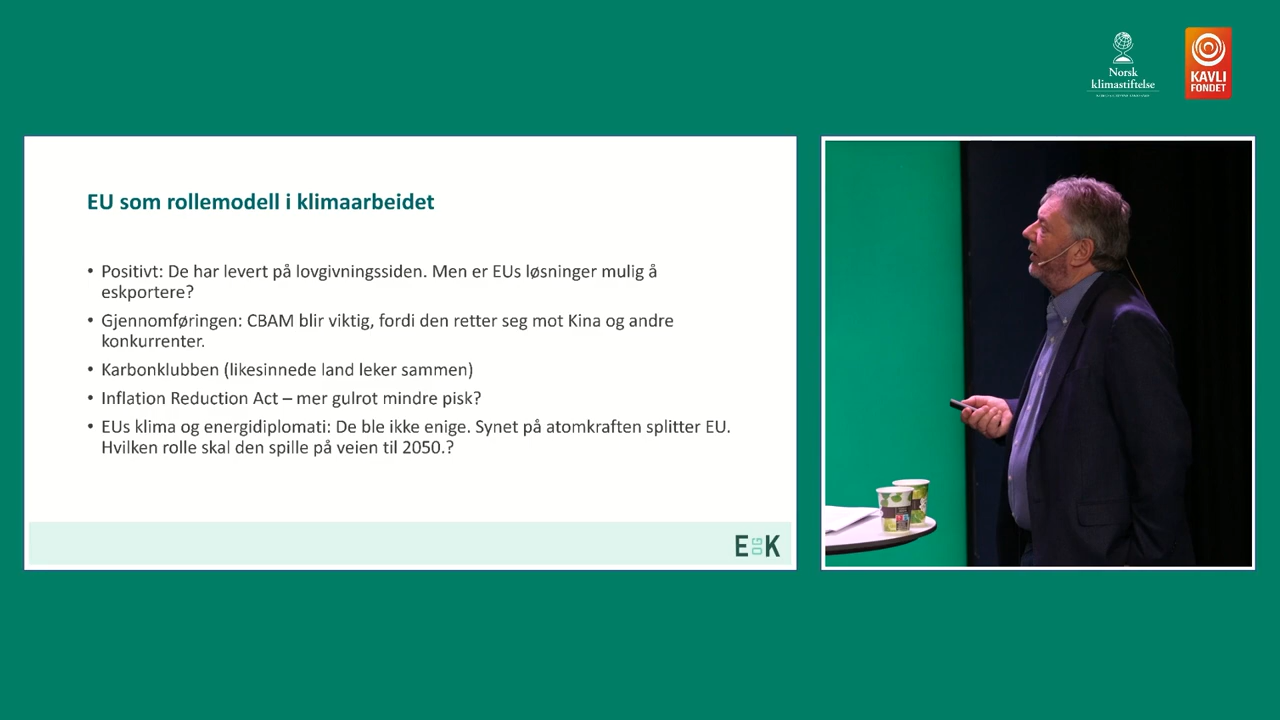 Norsk
klimastiftelse
KAVLI
FONDET
EU som rollemodell i klimaarbeidet
• Positivt: De har levert på lovgivningssiden. Men er EUs løsninger mulig å
eskportere?
• Gjennomføringen: CBAM blir viktig, fordi den retter seg mot Kina og andre
konkurrenter.
• Karbonklubben (likesinnede land leker sammen)
• Inflation Reduction Act – mer gulrot mindre pisk?
• EUs klima og energidiplomati: De ble ikke enige. Synet på atomkraften splitter EU.
Hvilken rolle skal den spille på veien til 2050.?
E OG K